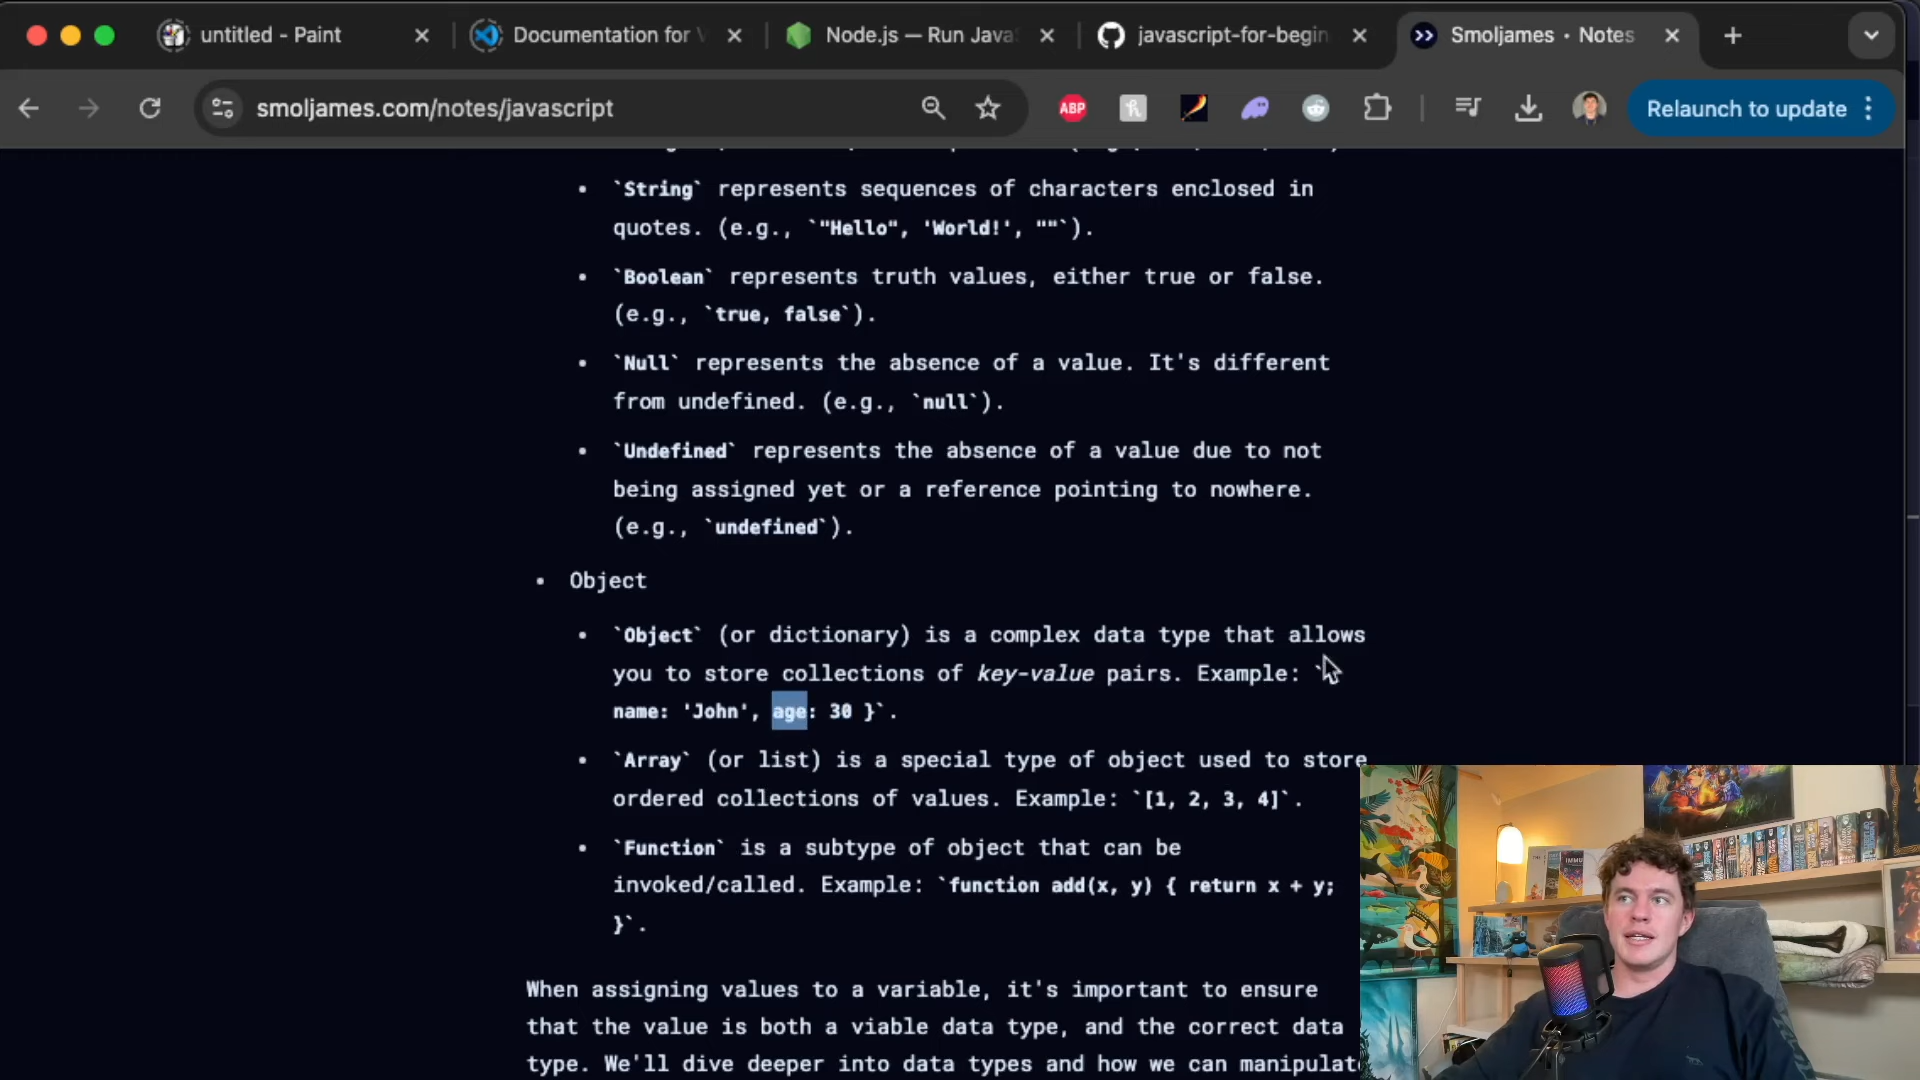 untitled - Paint
Documentation for V
Node.js — Run JavaS
javascript-for-begin
Smoljames • Notes
smoljames.com/notes/javascript
ABP
Relaunch to update
• `String` represents sequences of characters enclosed in
quotes. (e.g., `"Hello", 'World!', ""`).
• `Boolean` represents truth values, either true or false.
(e.g., `true, false`).
• `Null` represents the absence of a value. It's different
from undefined. (e.g., `null`).
• `Undefined` represents the absence of a value due to not
being assigned yet or a reference pointing to nowhere.
(e.g., `undefined`).
• Object
• `Object` (or dictionary) is a complex data type that allows
you to store collections of key-value pairs. Example: `
name: 'John', age: 30 }`.
• `Array` (or list) is a special type of object used to store
ordered collections of values. Example: `[1, 2, 3, 4]`.
• `Function` is a subtype of object that can be
invoked/called. Example: `function add(x, y) { return x + y;
}`.
When assigning values to a variable, it's important to ensure
that the value is both a viable data type, and the correct data
type. We'll dive deeper into data types and how we can manipulat